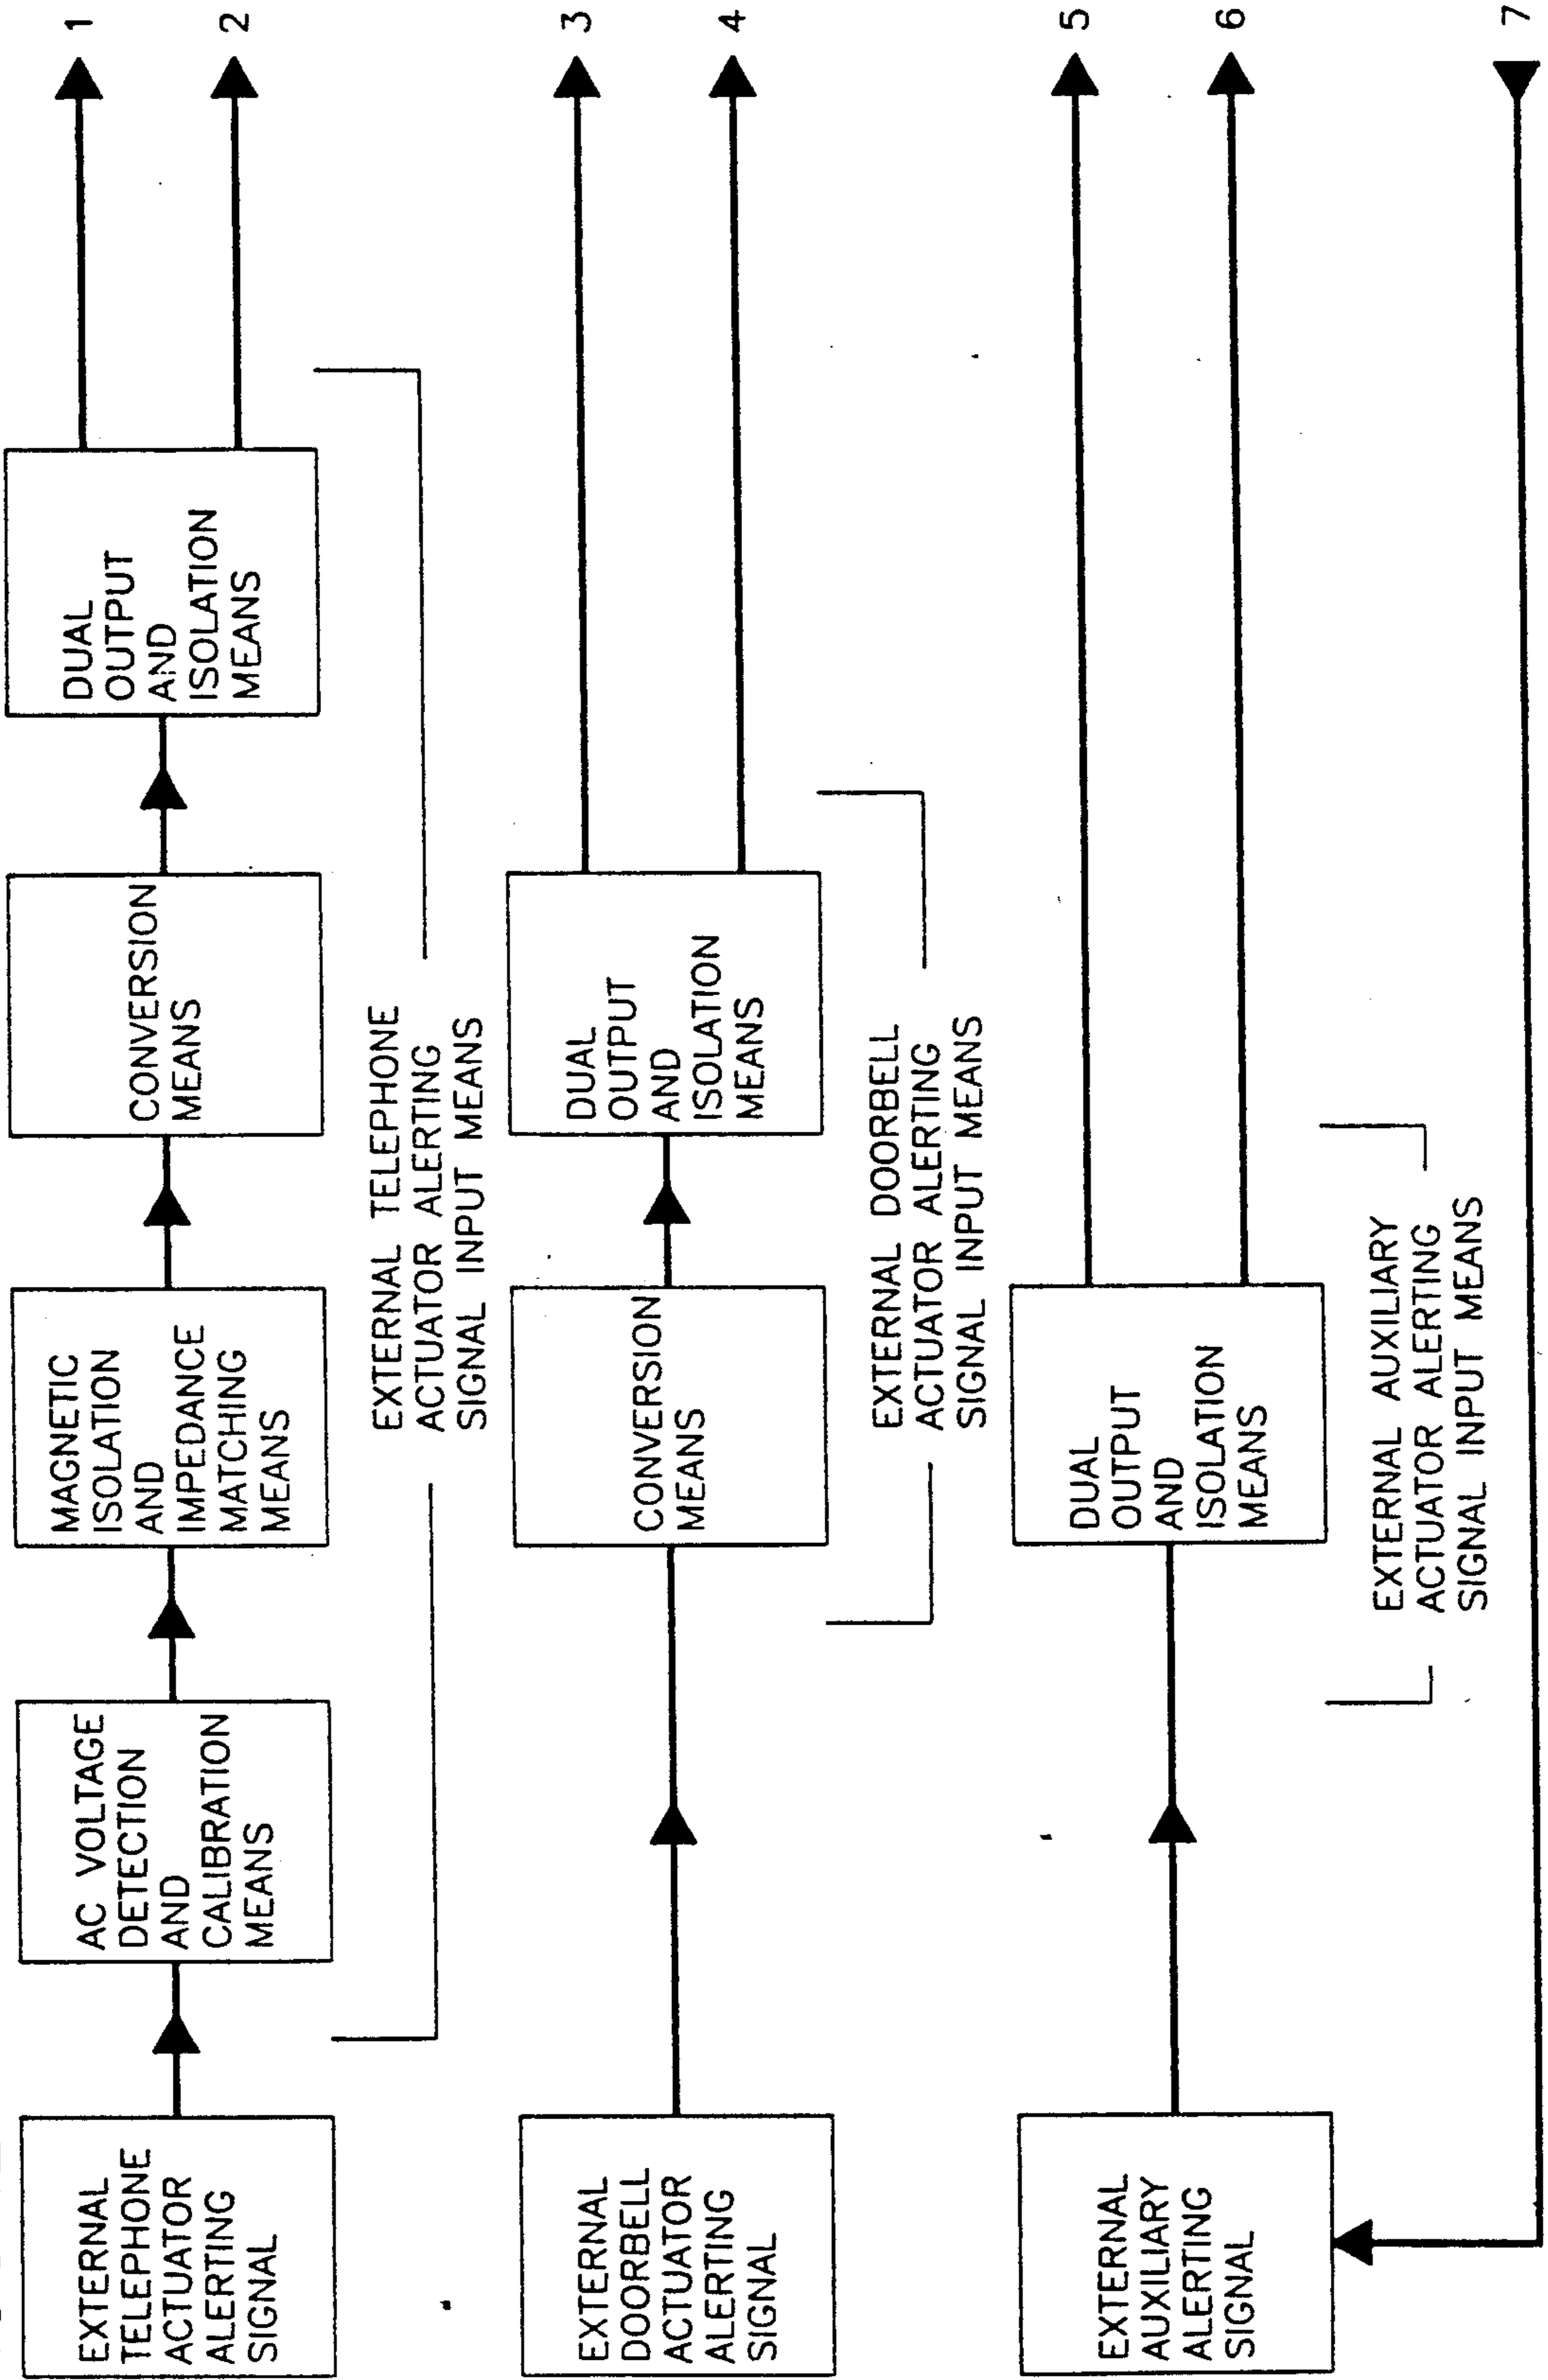 EXTERNAL
TELEPHONE
ACTUATOR
ALERTING
SIGNAL
AC VOLTAGE
DETECTION
AND
CALIBRATION
MEANS
MAGNETIC
ISOLATION
AND
IMPEDANCE
MATCHING
MEANS
CONVERSION
MEANS
DUAL
OUTPUT
AND
ISOLATION
MEANS
1
2
EXTERNAL TELEPHONE
ACTUATOR ALERTING
SIGNAL INPUT MEANS
EXTERNAL
DOORBELL
ACTUATOR
ALERTING
SIGNAL
CONVERSION
MEANS
DUAL
OUTPUT
AND
ISOLATION
MEANS
3
4
EXTERNAL DOORBELL
ACTUATOR ALERTING
SIGNAL INPUT MEANS
EXTERNAL
AUXILIARY
ALERTING
SIGNAL
DUAL
OUTPUT
AND
ISOLATION
MEANS
5
6
EXTERNAL AUXILIARY
ACTUATOR ALERTING
SIGNAL INPUT MEANS
7